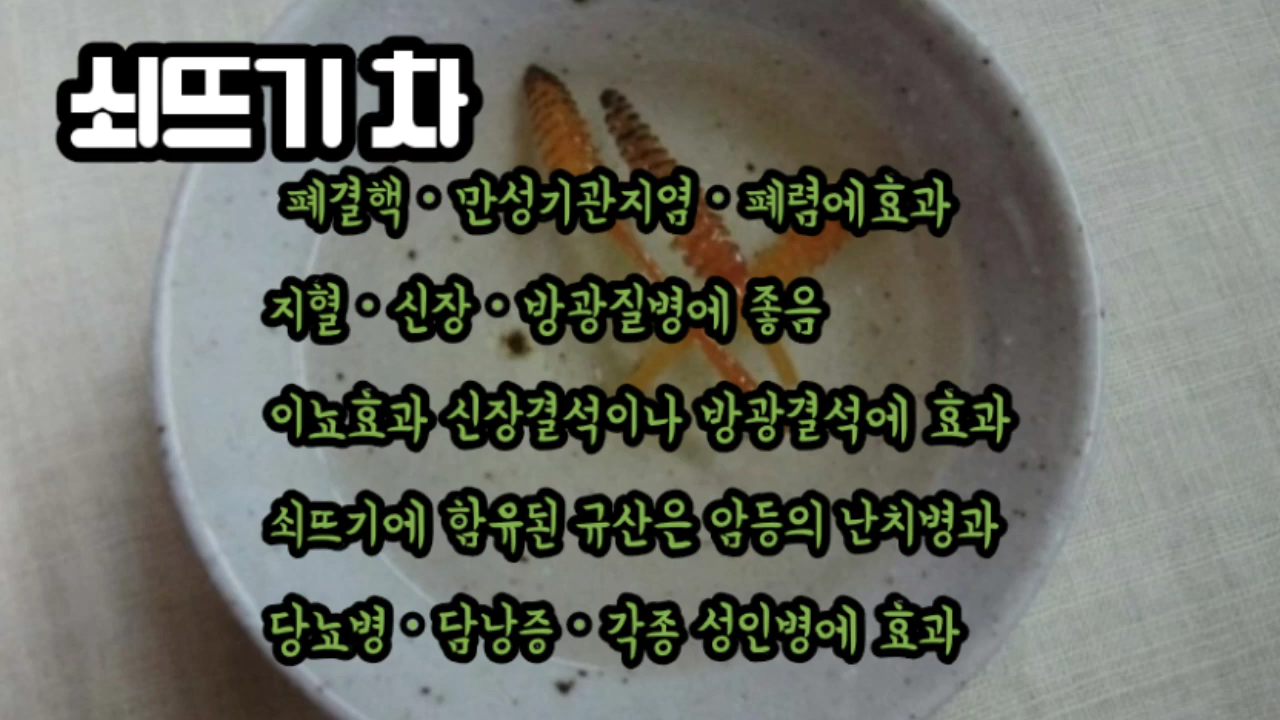 쇠뜨기 차
폐결핵•만성기관지염•폐렴에효과
지혈•신장•방광질병에 좋음
이뇨효과 신장결석이나 방광결석에 효과
쇠뜨기에 함유된 규산은 암등의 난치병과
당뇨병•담낭증•각종 성인병에 효과